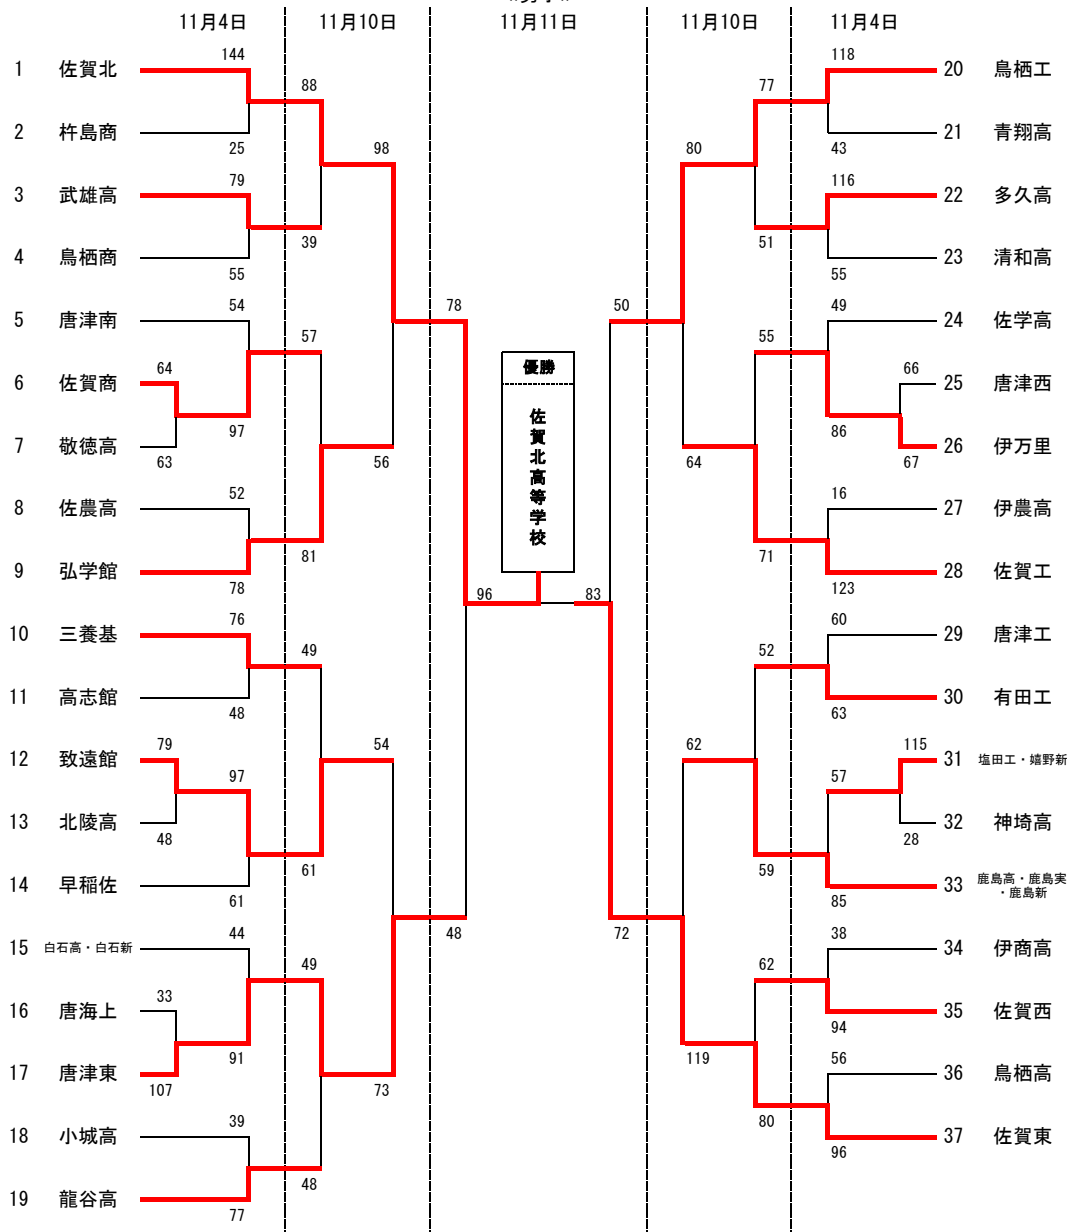 11月4日
11月10日
11月11日
10月10日
11月4日
1 佐賀北
2 杵島商
3 武雄高
4 鳥栖商
5 唐津南
6 佐賀商
7 敬徳高
8 佐農高
9 弘学館
10 三養基
11 高志館
12 致遠館
13 北陵高
14 早稲佐
15 白石高・白石新
16 唐海上
17 唐津東
18 小城高
19 龍谷高
144
25
79
55
54
64
63
97
52
78
76
48
79
48
97
61
44
33
107
91
39
77
88
39
57
81
49
61
49
48
98
56
54
73
78
48
96
優勝
佐賀北高等学校
83
50
72
80
64
62
119
77
51
55
71
52
59
62
80
118
43
116
55
49
66
67
86
16
123
60
63
115
28
57
85
38
94
56
96
20 鳥栖工
21 青翔高
22 多久高
23 清和高
24 佐学高
25 唐津西
26 伊万里
27 伊農高
28 佐賀工
29 唐津工
30 有田工
31 塩田工・嬉野新
32 神埼高
33 鹿島高・鹿島実
・鹿島新
34 伊商高
35 佐賀西
36 鳥栖高
37 佐賀東